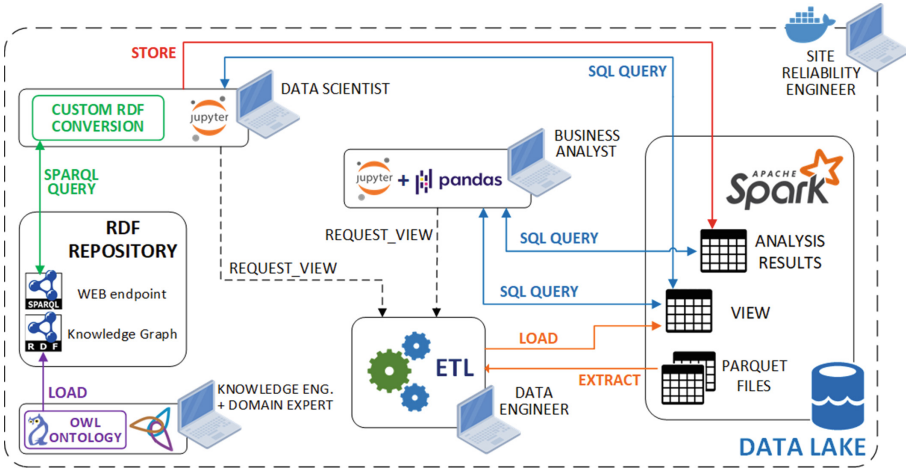 STORE
SQL QUERY
SITE
RELIABILITY
ENGINEER
DATA SCIENTIST
CUSTOM RDF
CONVERSION
jupyter
BUSINESS
ANALYST
jupyter
+
pandas
APACHE
Spark
SPARQL
QUERY
RDF
REPOSITORY
REQUEST_VIEW
SQL QUERY
ANALYSIS
RESULTS
REQUEST_VIEW
SPARQL
WEB endpoint
SQL QUERY
VIEW
RDF
Knowledge Graph
LOAD
ETL
EXTRACT
PARQUET
FILES
LOAD
KNOWLEDGE ENG.
+ DOMAIN EXPERT
DATA
ENGINEER
OWL
ONTOLOGY
DATA LAKE